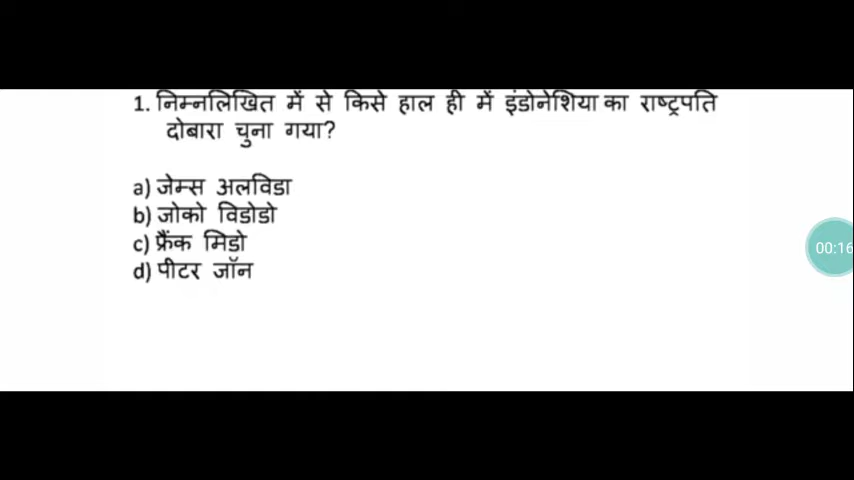 1. निम्नलिखित में से किसे हाल ही में इंडोनेशिया का राष्ट्रपति
दोबारा चुना गया?
a) जेम्स अलविडा
b) जोको विडोडो
c) फ्रैंक मिडो
d) पीटर जॉन
00:16